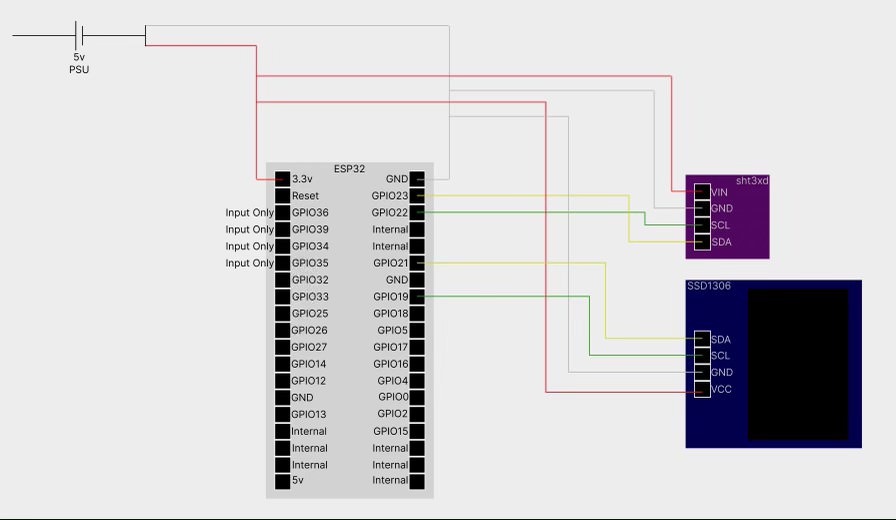 5v
PSU
ESP32
3.3v GND
Reset GPIO23
Input Only GPIO36 GPIO22
Input Only GPIO39 Internal
Input Only GPIO34 Internal
Input Only GPIO35 GPIO21
GPIO32 GND
GPIO33 GPIO19
GPIO25 GPIO18
GPIO26 GPIO5
GPIO27 GPIO17
GPIO14 GPIO16
GPIO12 GPIO4
GND GPIO0
GPIO13 GPIO2
Internal GPIO15
Internal Internal
Internal Internal
5v Internal
sht3xd
VIN
GND
SCL
SDA
SSD1306
SDA
SCL
GND
VCC